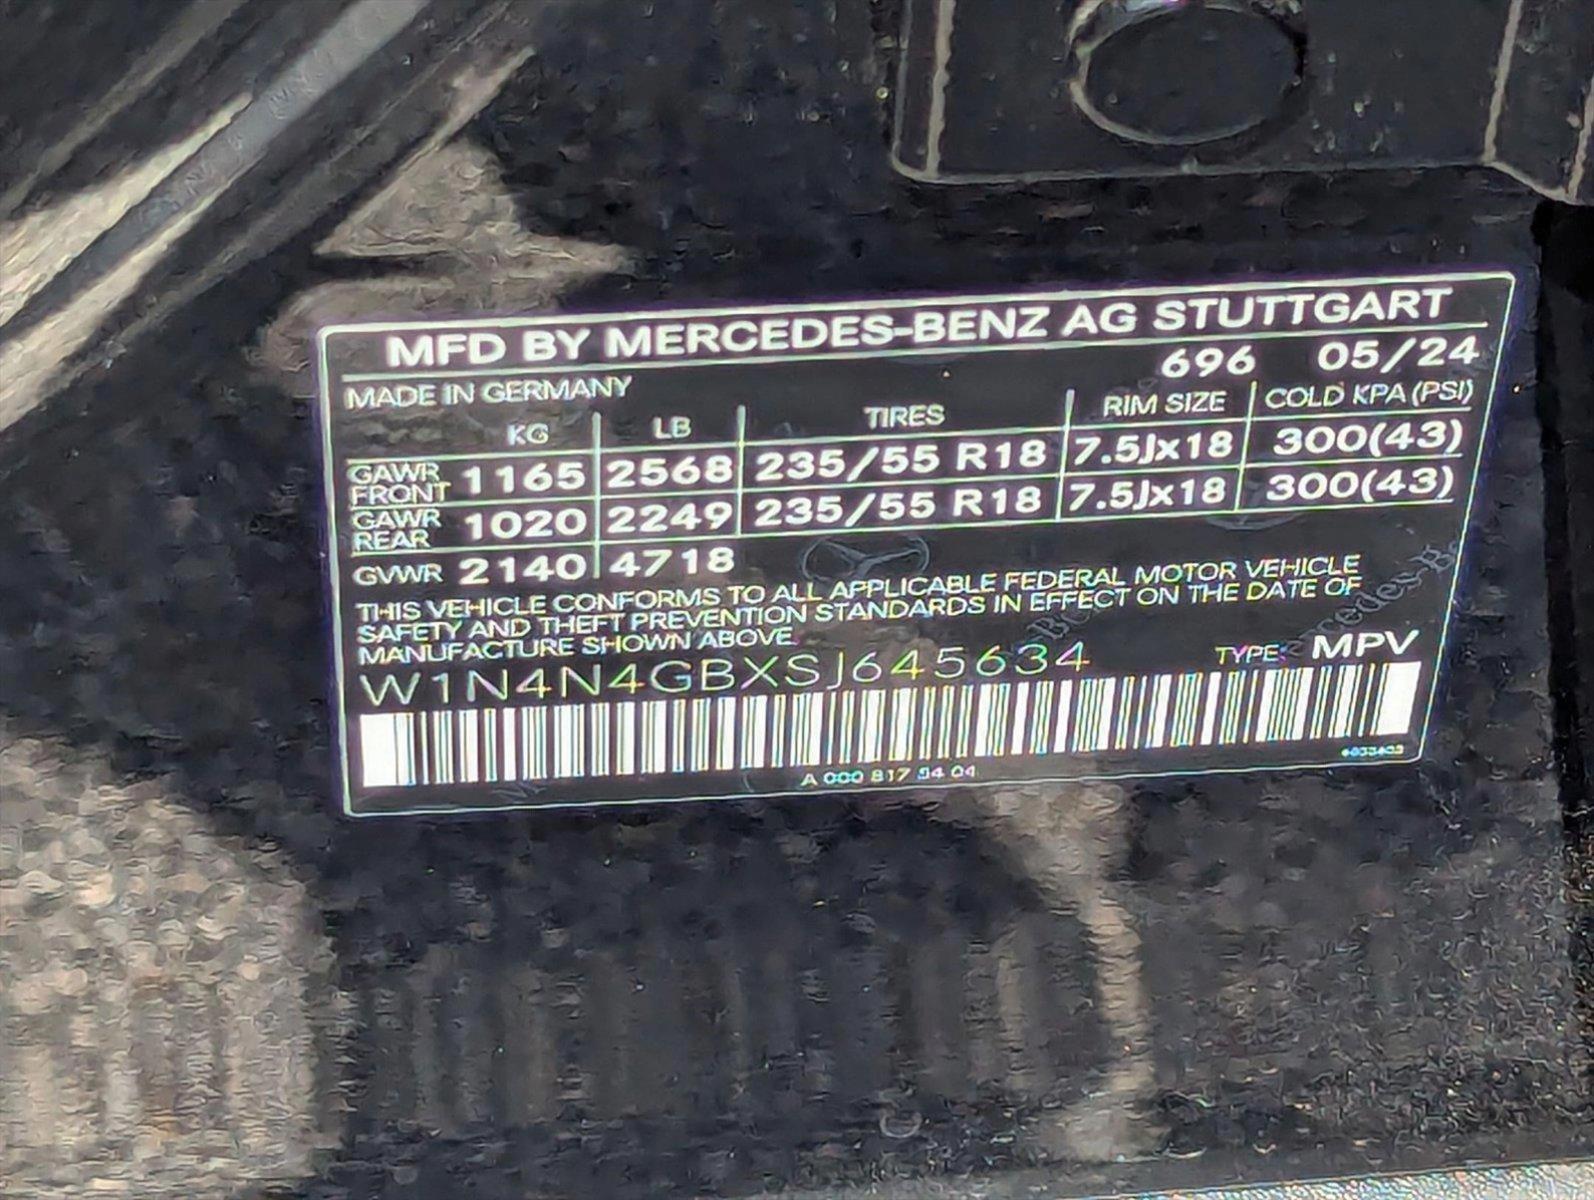 MFD BY MERCEDES-BENZ AG STUTTGART
696 05/24
MADE IN GERMANY
KG LB TIRES RIM SIZE COLD KPA (PSI)
GAWR FRONT 1165 2568 235/55 R18 7.5Jx18 300(43)
GAWR REAR 1020 2249 235/55 R18 7.5Jx18 300(43)
GVWR 2140 4718
THIS VEHICLE CONFORMS TO ALL APPLICABLE FEDERAL MOTOR VEHICLE
SAFETY AND THEFT PREVENTION STANDARDS IN EFFECT ON THE DATE OF
MANUFACTURE SHOWN ABOVE.
W1N4N4GBXSJ645634 TYPE: MPV
A 000 817